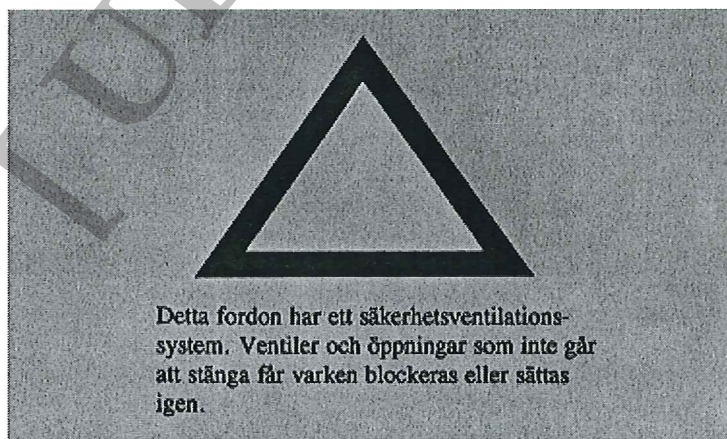 Detta fordon har ett säkerhetsventilations-
system. Ventiler och öppningar som inte går
att stänga får varken blockeras eller sättas
igen.